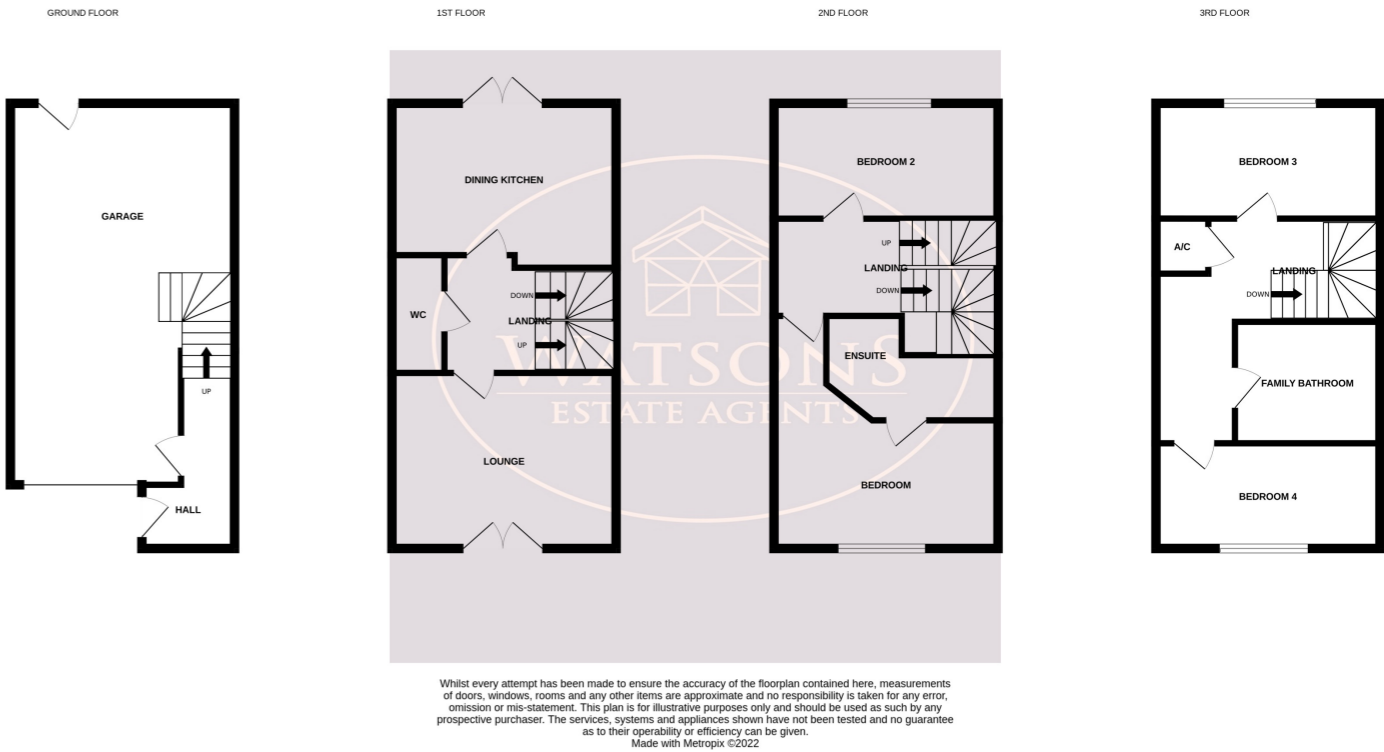 GROUND FLOOR
1ST FLOOR
2ND FLOOR
3RD FLOOR
GARAGE
UP
HALL
DINING KITCHEN
WC
DOWN
LANDING
UP
LOUNGE
BEDROOM 2
UP
LANDING
DOWN
ENSUITE
BEDROOM
BEDROOM 3
A/C
LANDING
DOWN
FAMILY BATHROOM
BEDROOM 4
WATSONS
ESTATE AGENTS
Whilst every attempt has been made to ensure the accuracy of the floorplan contained here, measurements
of doors, windows, rooms and any other items are approximate and no responsibility is taken for any error,
omission or mis-statement. This plan is for illustrative purposes only and should be used as such by any
prospective purchaser. The services, systems and appliances shown have not been tested and no guarantee
as to their operability or efficiency can be given.
Made with Metropix ©2022